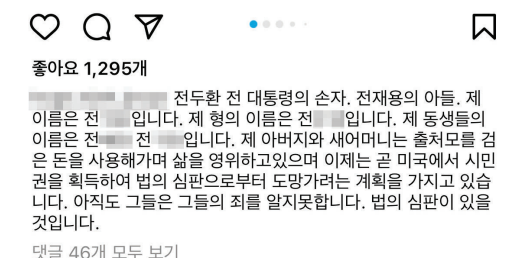 좋아요 1,295개
전두환 전 대통령의 손자. 전재용의 아들. 제
이름은 전 입니다. 제 형의 이름은 전 입니다. 제 동생들의
이름은 전 전 입니다. 제 아버지와 새어머니는 출처모를 검
은 돈을 사용해가며 삶을 영위하고있으며 이제는 곧 미국에서 시민
권을 획득하여 법의 심판으로부터 도망가려는 계획을 가지고 있습
니다. 아직도 그들은 그들의 죄를 알지못합니다. 법의 심판이 있을
것입니다.
댓글 46개 모두 보기